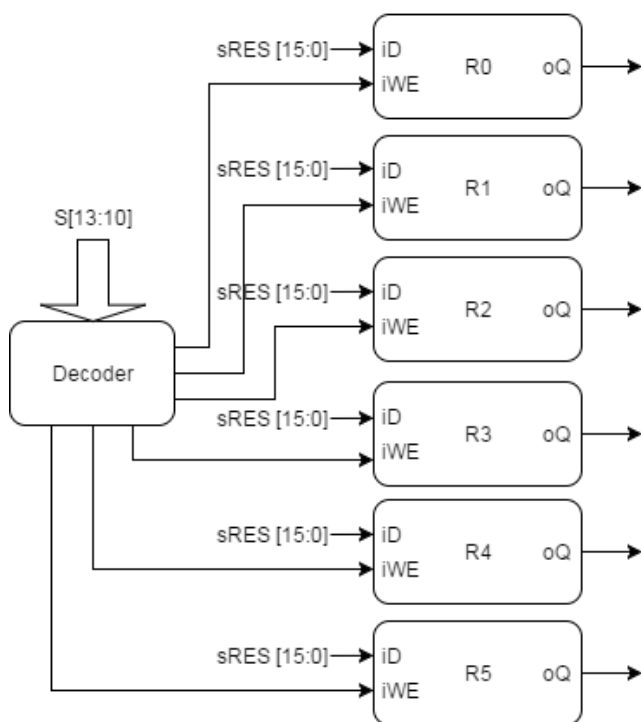 sRES [15:0] iD R0 oQ
iWE
sRES [15:0] iD R1 oQ
iWE
S[13:10]
sRES [15:0] iD R2 oQ
iWE
Decoder
sRES [15:0] iD R3 oQ
iWE
sRES [15:0] iD R4 oQ
iWE
sRES [15:0] iD R5 oQ
iWE